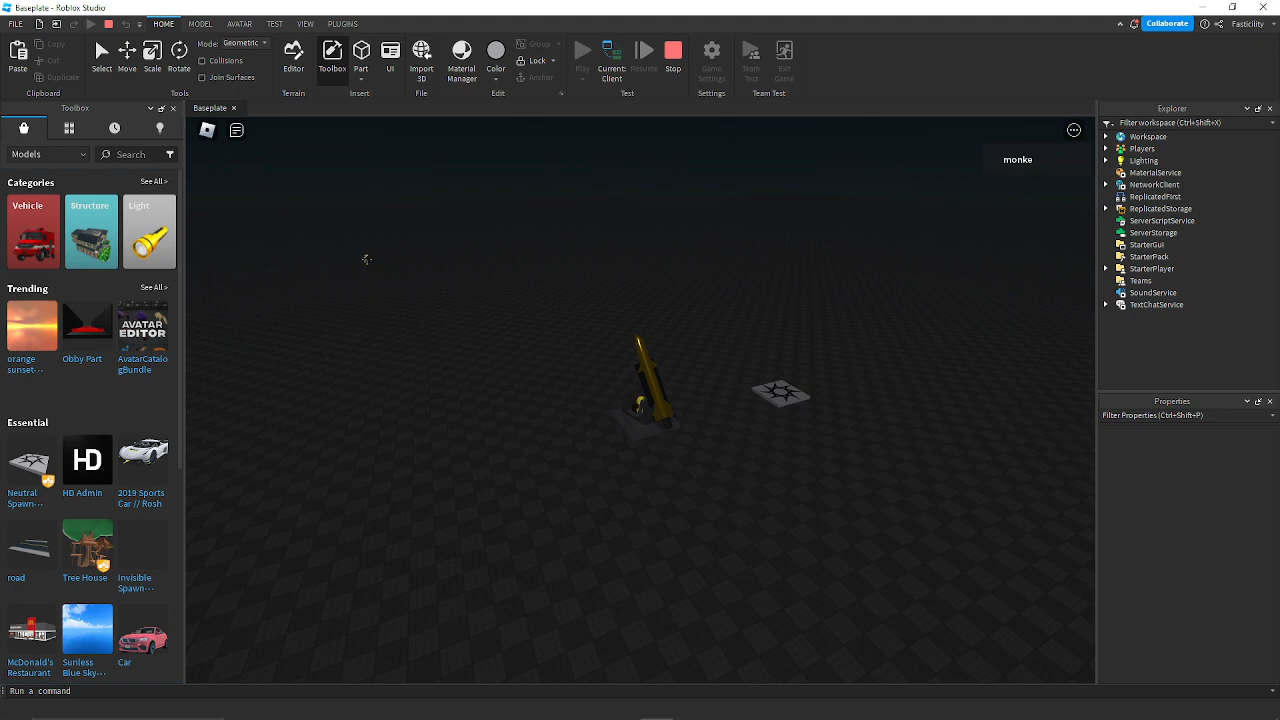 Baseplate - Roblox Studio
FILE HOME MODEL AVATAR TEST VIEW PLUGINS Collaborate Fasticility
Paste Copy Cut Duplicate Select Move Scale Rotate Mode: Geometric Collisions Join Surfaces Editor Toolbox Part UI Import 3D Material Manager Color Group Lock Anchor Play Current: Client Resume Stop Game Settings Team Test Exit Game
Clipboard Tools Terrain Insert File Edit Test Settings Team Test
Toolbox
Models Search
Categories See All >
Vehicle Structure Light
Trending See All >
AVATAR EDITOR
orange sunset··· Obby Part AvatarCatalo gBundle
Essential
HD
Neutral Spawn··· HD Admin 2019 Sports Car // Rosh
road Tree House Invisible Spawn···
McDonald's Restaurant Sunless Blue Sky··· Car
Run a command
Baseplate ×
monke
Explorer
Filter workspace (Ctrl+Shift+X)
Workspace
Players
Lighting
MaterialService
NetworkClient
ReplicatedFirst
ReplicatedStorage
ServerScriptService
ServerStorage
StarterGui
StarterPack
StarterPlayer
Teams
SoundService
TextChatService
Properties
Filter Properties (Ctrl+Shift+P)